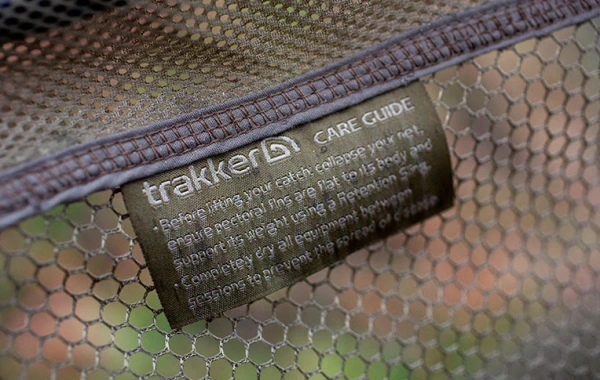 trakker CARE GUIDE
• Before lifting your catch: collapse your net,
ensure pectoral fins are flat to its body and
support its weight using a Retention Sling.
• Completely dry all equipment between
sessions to prevent the spread of disease